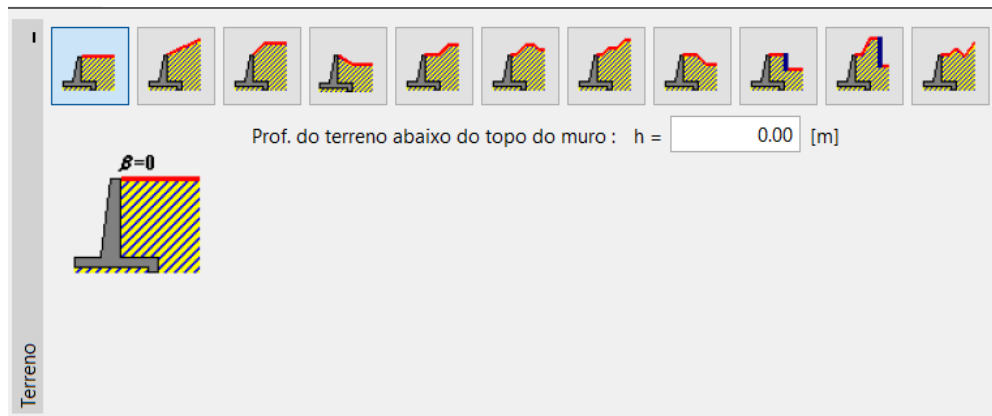 Prof. do terreno abaixo do topo do muro : h = 0.00 [m]
β=0
Terreno